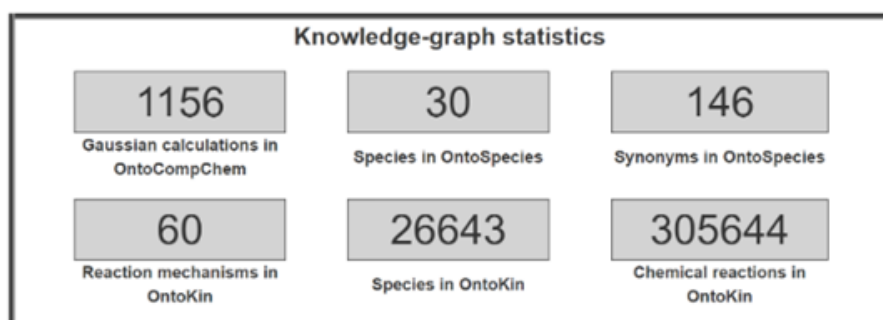 Knowledge-graph statistics
1156
30
146
Gaussian calculations in
OntoCompChem
Species in OntoSpecies
Synonyms in OntoSpecies
60
26643
305644
Reaction mechanisms in
OntoKin
Species in OntoKin
Chemical reactions in
OntoKin